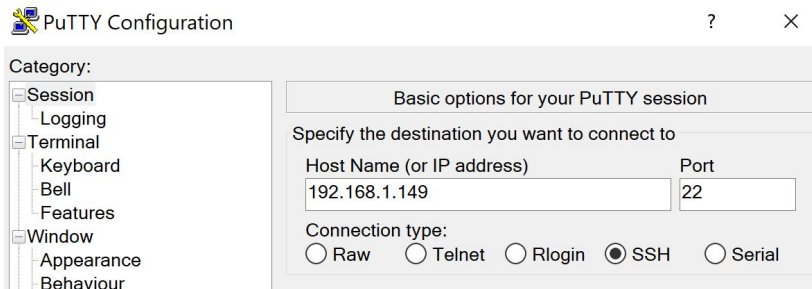 PuTTY Configuration
?
Category:
Session
Logging
Terminal
Keyboard
Bell
Features
Window
Appearance
Behaviour
Basic options for your PuTTY session
Specify the destination you want to connect to
Host Name (or IP address) Port
192.168.1.149 22
Connection type:
Raw Telnet Rlogin SSH Serial